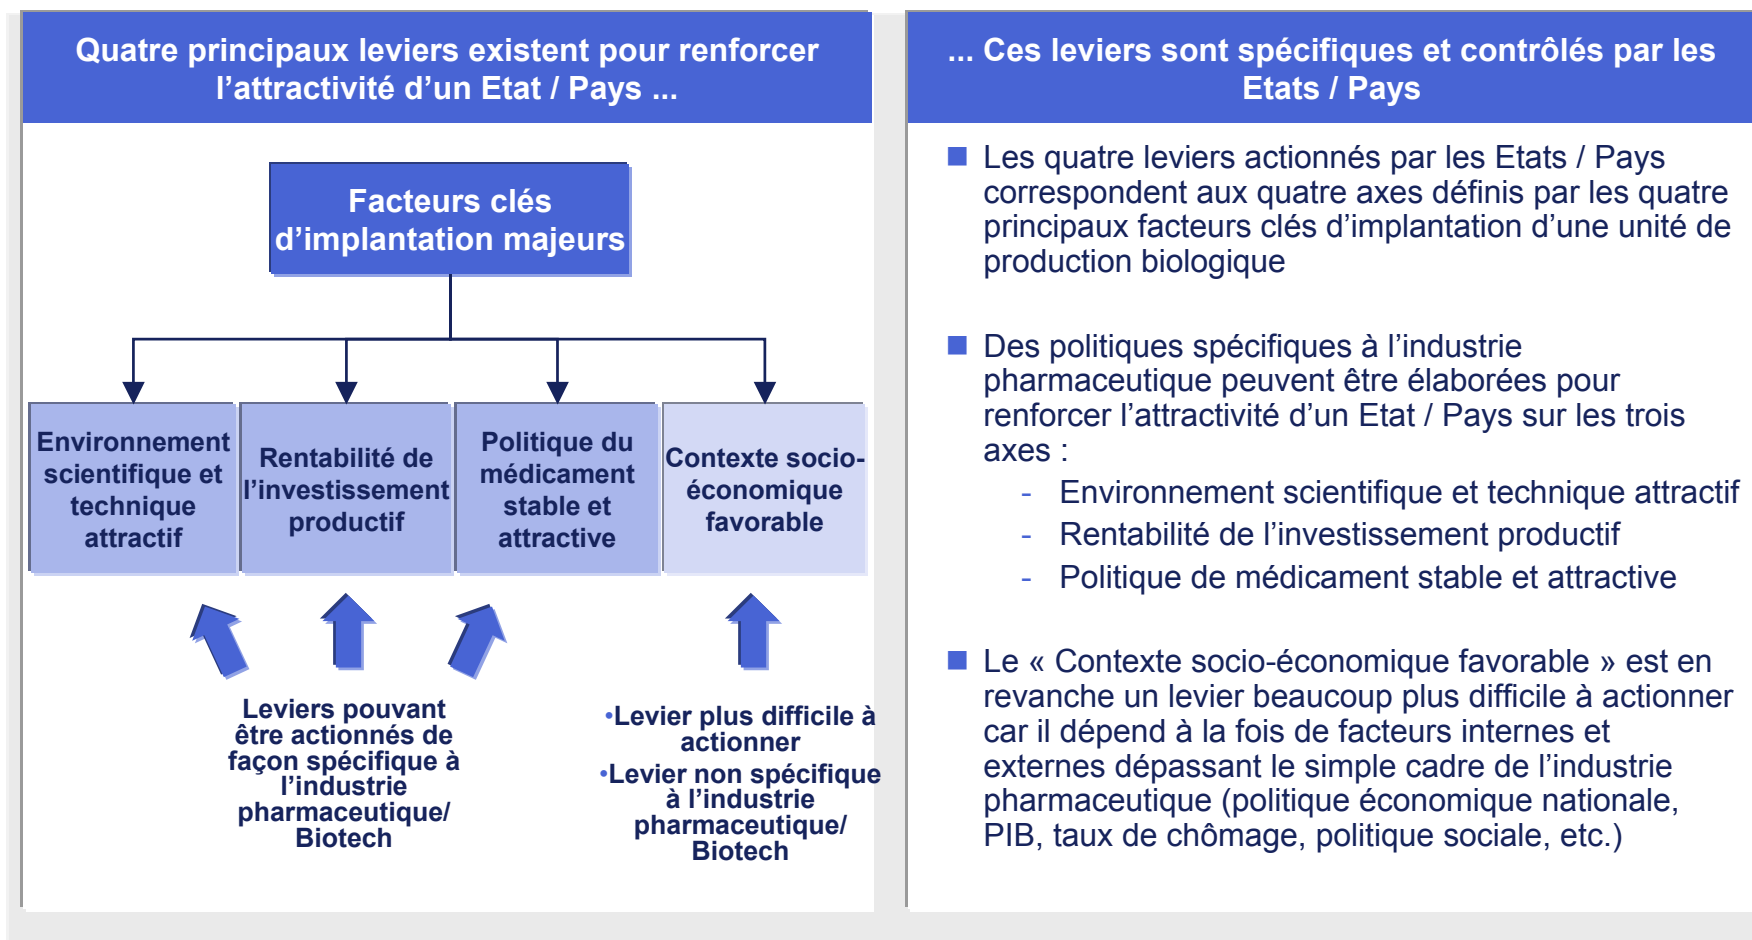 Quatre principaux leviers existent pour renforcer
l’attractivité d’un Etat / Pays ...
Facteurs clés
d’implantation majeurs
Environnement
scientifique et
technique
attractif
Rentabilité de
l’investissement
productif
Politique du
médicament
stable et
attractive
Contexte socio-
économique
favorable
Leviers pouvant
être actionnés de
façon spécifique à
l’industrie
pharmaceutique/
Biotech
•Levier plus difficile à
actionner
•Levier non spécifique
à l’industrie
pharmaceutique/
Biotech
... Ces leviers sont spécifiques et contrôlés par les
Etats / Pays
Les quatre leviers actionnés par les Etats / Pays
correspondent aux quatre axes définis par les quatre
principaux facteurs clés d’implantation d’une unité de
production biologique
Des politiques spécifiques à l’industrie
pharmaceutique peuvent être élaborées pour
renforcer l’attractivité d’un Etat / Pays sur les trois
axes :
- Environnement scientifique et technique attractif
- Rentabilité de l’investissement productif
- Politique de médicament stable et attractive
Le « Contexte socio-économique favorable » est en
revanche un levier beaucoup plus difficile à actionner
car il dépend à la fois de facteurs internes et
externes dépassant le simple cadre de l’industrie
pharmaceutique (politique économique nationale,
PIB, taux de chômage, politique sociale, etc.)